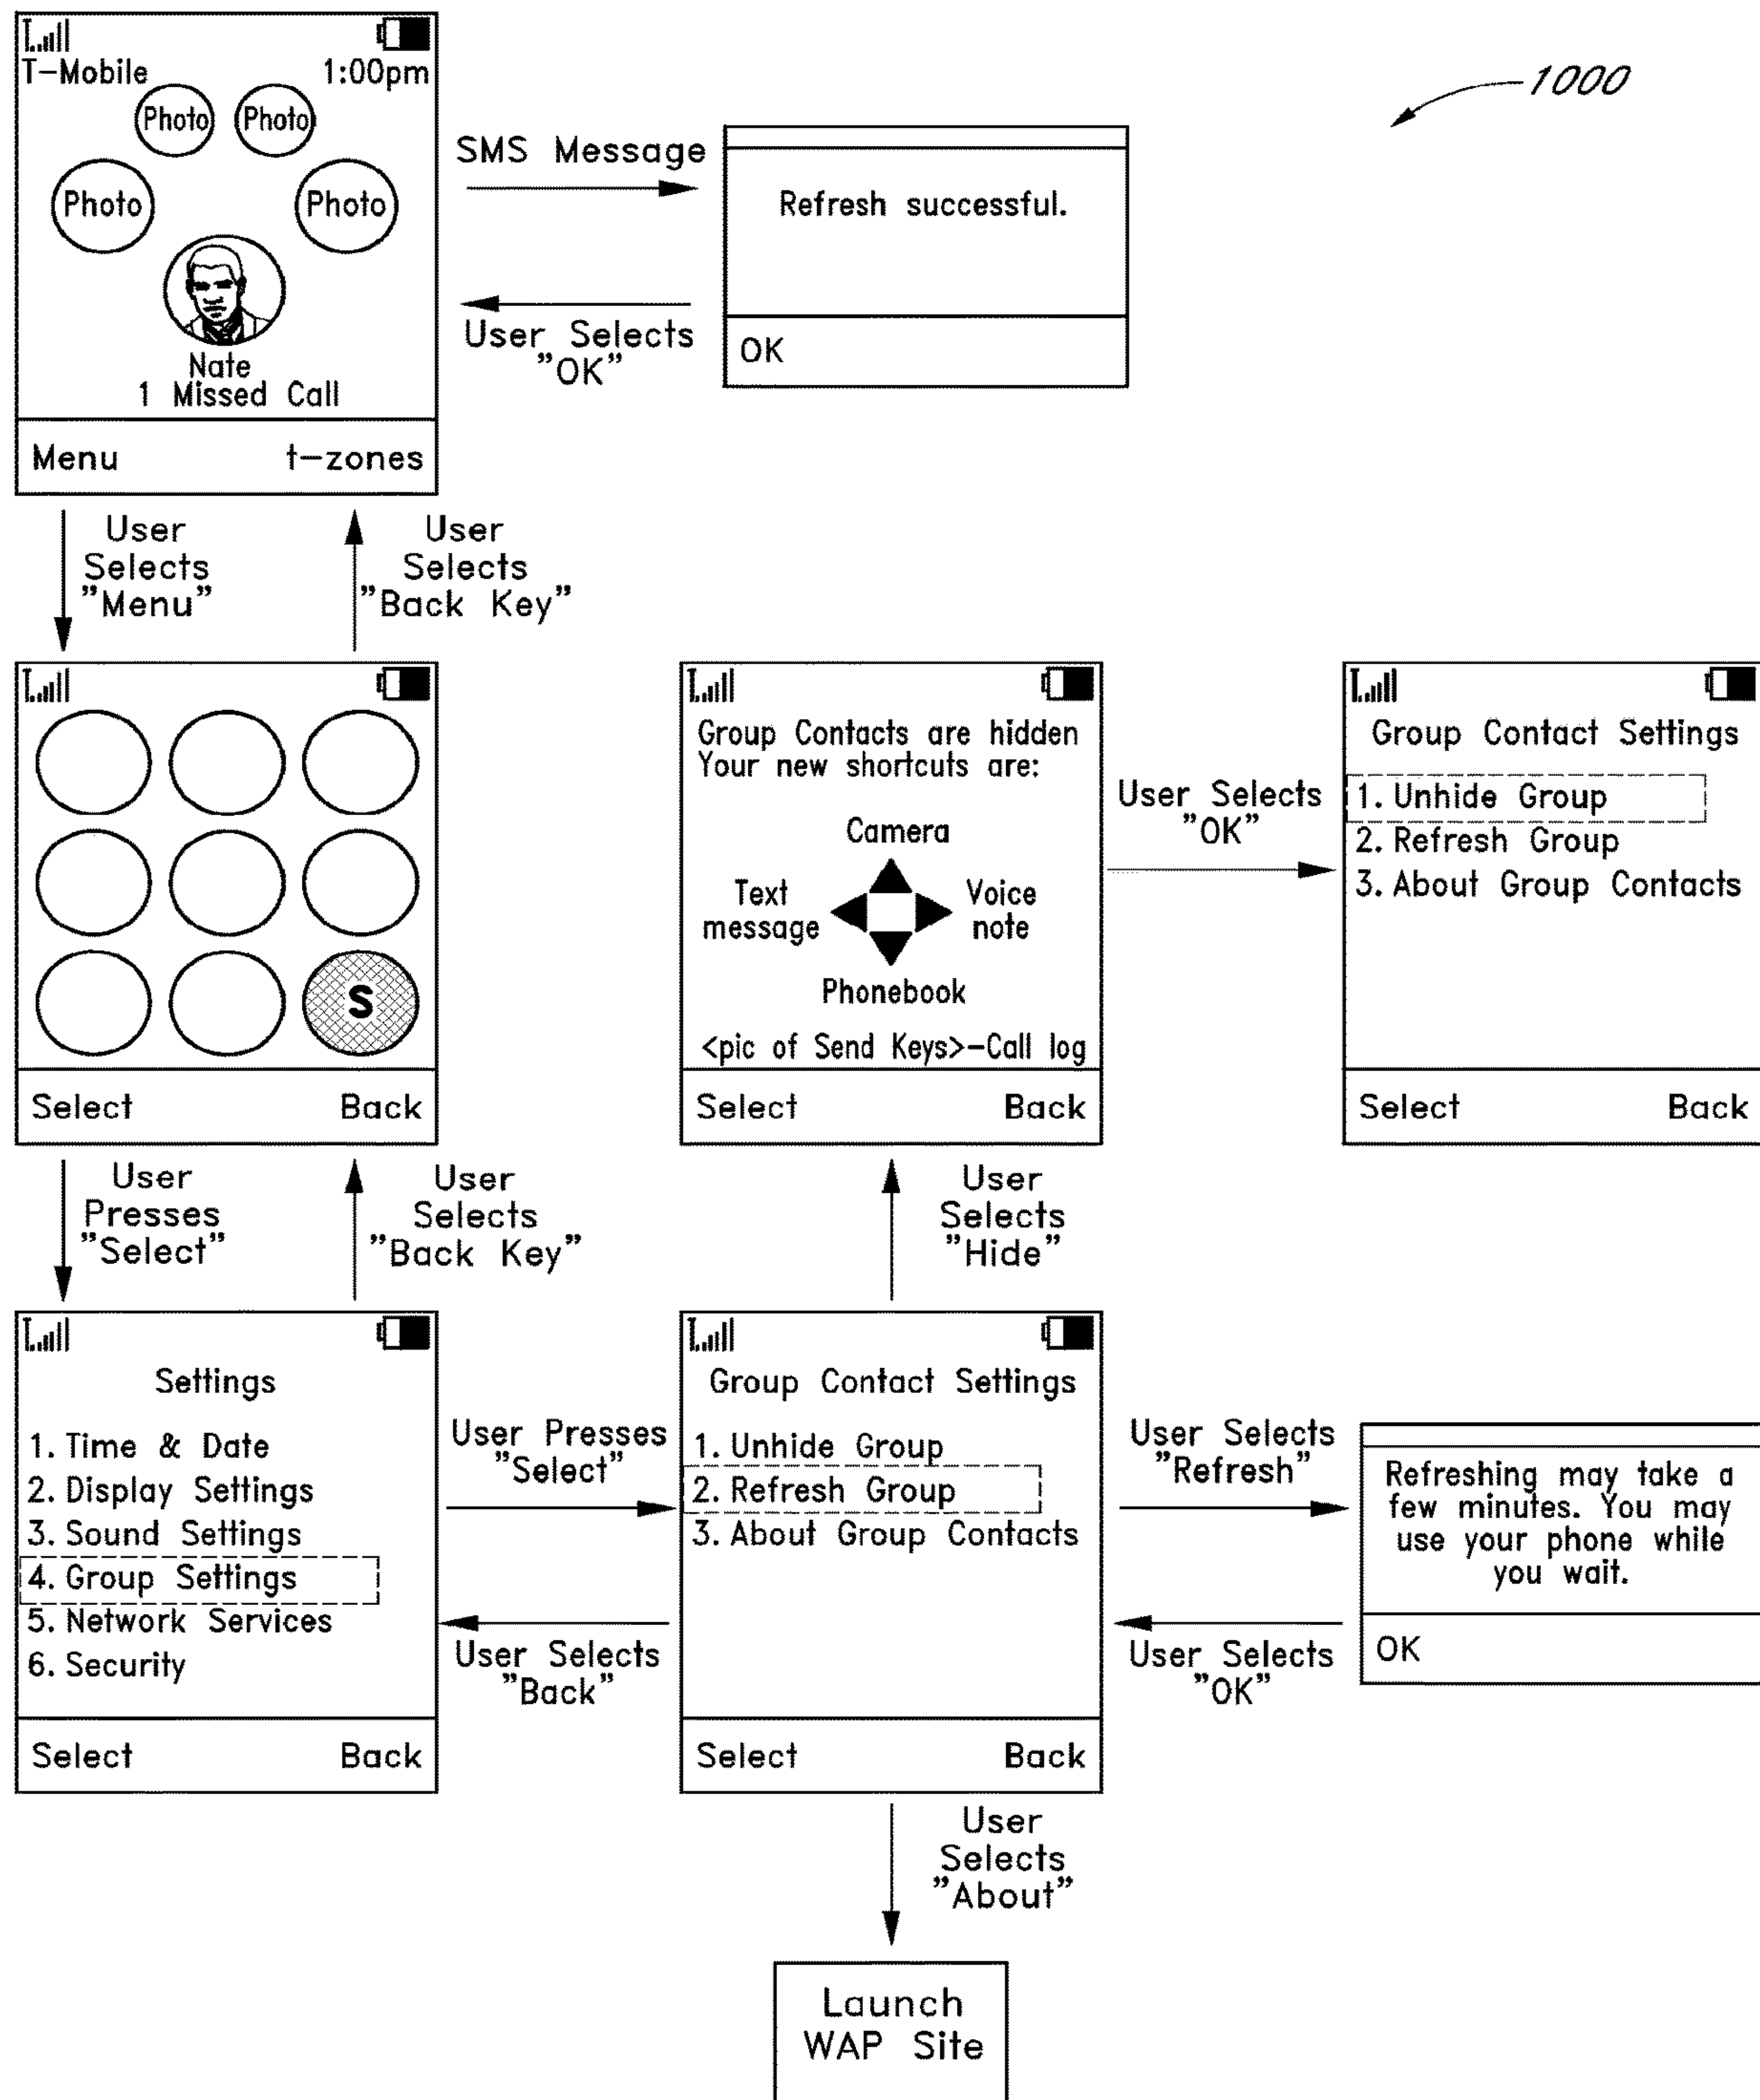 T-Mobile 1:00pm
Photo Photo
Photo Photo
Nate
1 Missed Call
Menu t-zones
SMS Message
User Selects
"OK"
Refresh successful.
OK
1000
User
Selects
"Menu"
User
Selects
"Back Key"
S
Select Back
Group Contacts are hidden
Your new shortcuts are:
Camera
Text
message
Voice
note
Phonebook
<pic of Send Keys>-Call log
Select Back
User Selects
"OK"
Group Contact Settings
1. Unhide Group
2. Refresh Group
3. About Group Contacts
Select Back
User
Presses
"Select"
User
Selects
"Back Key"
User
Selects
"Hide"
Settings
1. Time & Date
2. Display Settings
3. Sound Settings
4. Group Settings
5. Network Services
6. Security
Select Back
User Presses
"Select"
User Selects
"Back"
Group Contact Settings
1. Unhide Group
2. Refresh Group
3. About Group Contacts
Select Back
User Selects
"Refresh"
User Selects
"OK"
Refreshing may take a
few minutes. You may
use your phone while
you wait.
OK
User
Selects
"About"
Launch
WAP Site